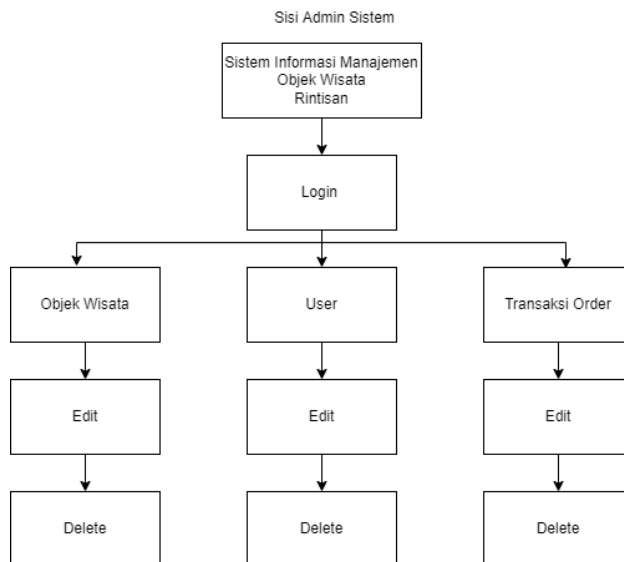 Sisi Admin Sistem
Sistem Informasi Manajemen
Objek Wisata
Rintisan
Login
Objek Wisata
User
Transaksi Order
Edit
Edit
Edit
Delete
Delete
Delete